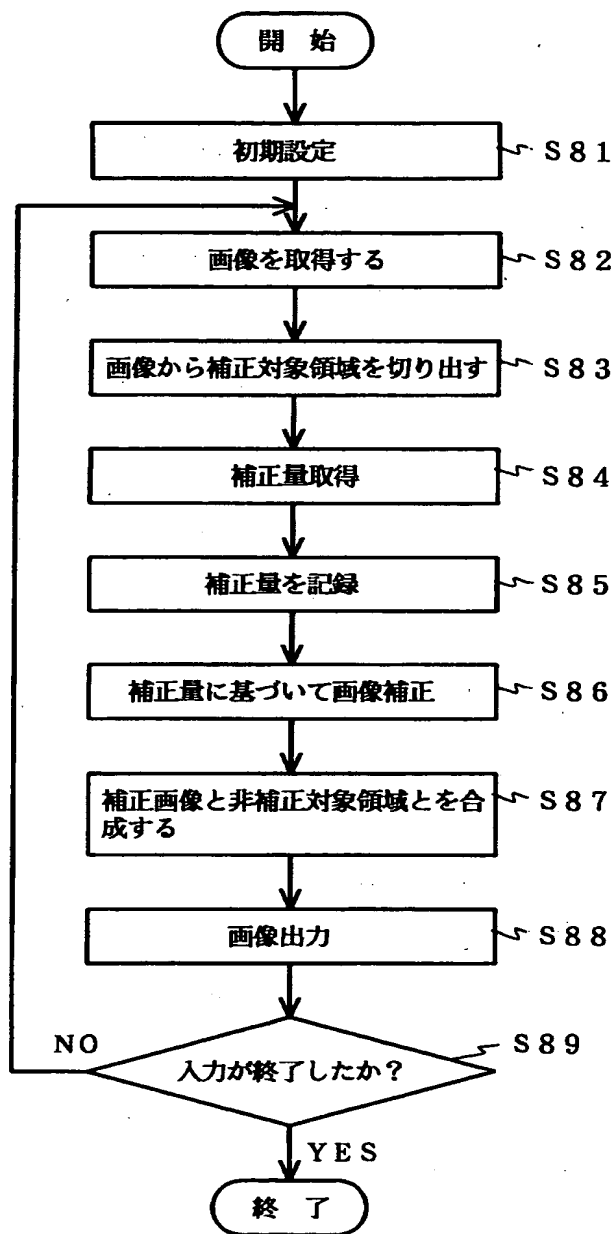 開 始
初期設定
S81
画像を取得する
S82
画像から補正対象領域を切り出す
S83
補正量取得
S84
補正量を記録
S85
補正量に基づいて画像補正
S86
補正画像と非補正対象領域とを合
成する
S87
画像出力
S88
NO
入力が終了したか?
S89
YES
終 了